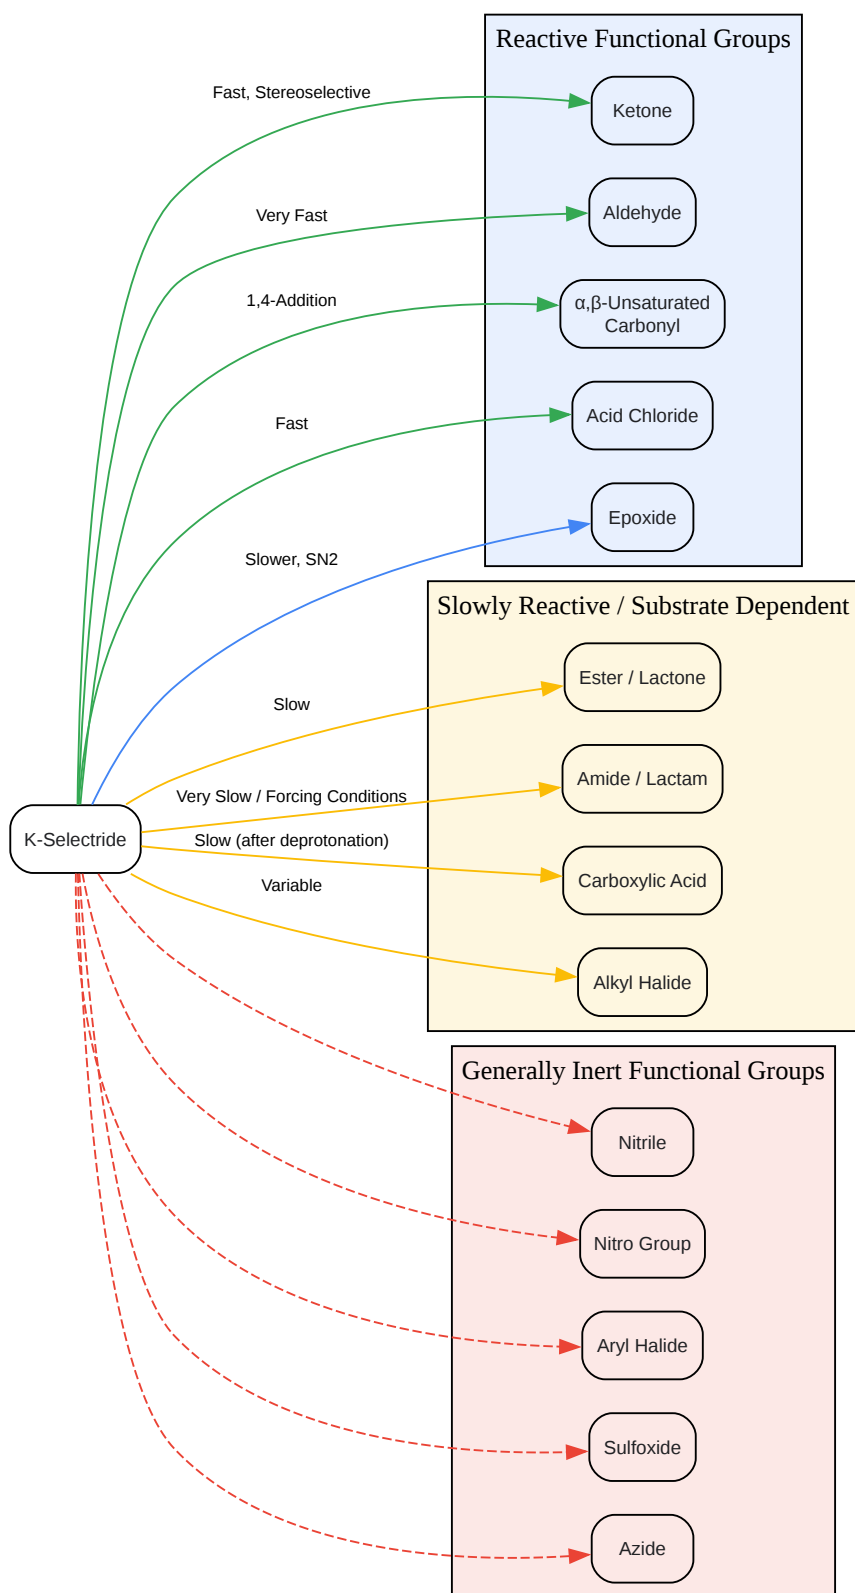 Reactive Functional Groups
Fast, Stereoselective
Ketone
Very Fast
Aldehyde
1,4-Addition
α,β-Unsaturated
Carbonyl
Fast
Acid Chloride
Slower, SN2
Epoxide
Slowly Reactive / Substrate Dependent
Slow
Ester / Lactone
Very Slow / Forcing Conditions
Amide / Lactam
K-Selectride
Slow (after deprotonation)
Carboxylic Acid
Variable
Alkyl Halide
Generally Inert Functional Groups
Nitrile
Nitro Group
Aryl Halide
Sulfoxide
Azide